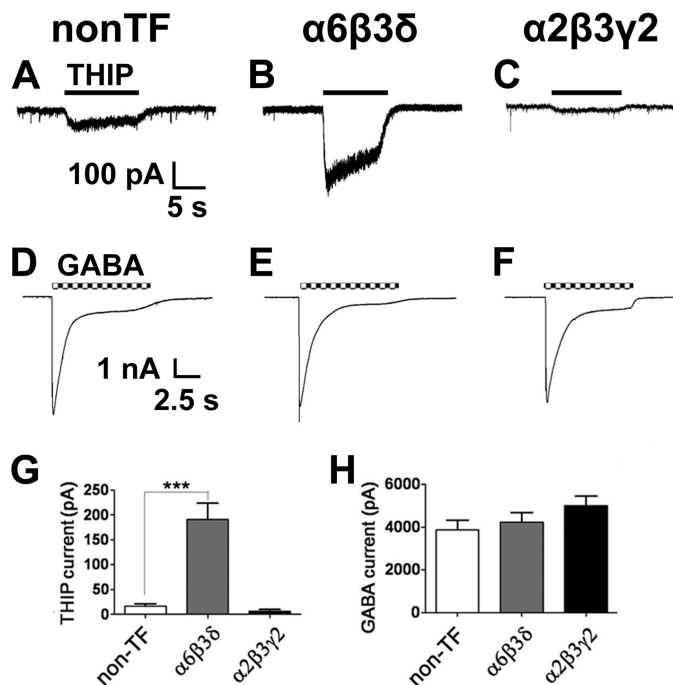 nonTF α6β3δ α2β3γ2
A THIP B C
100 pA
5 s
D GABA E F
1 nA
2.5 s
G H
***
THIP current (pA)
250
200
150
100
50
0
non-TF α6β3δ α2β3γ2
GABA current (pA)
6000
4000
2000
0
non-TF α6β3δ α2β3γ2